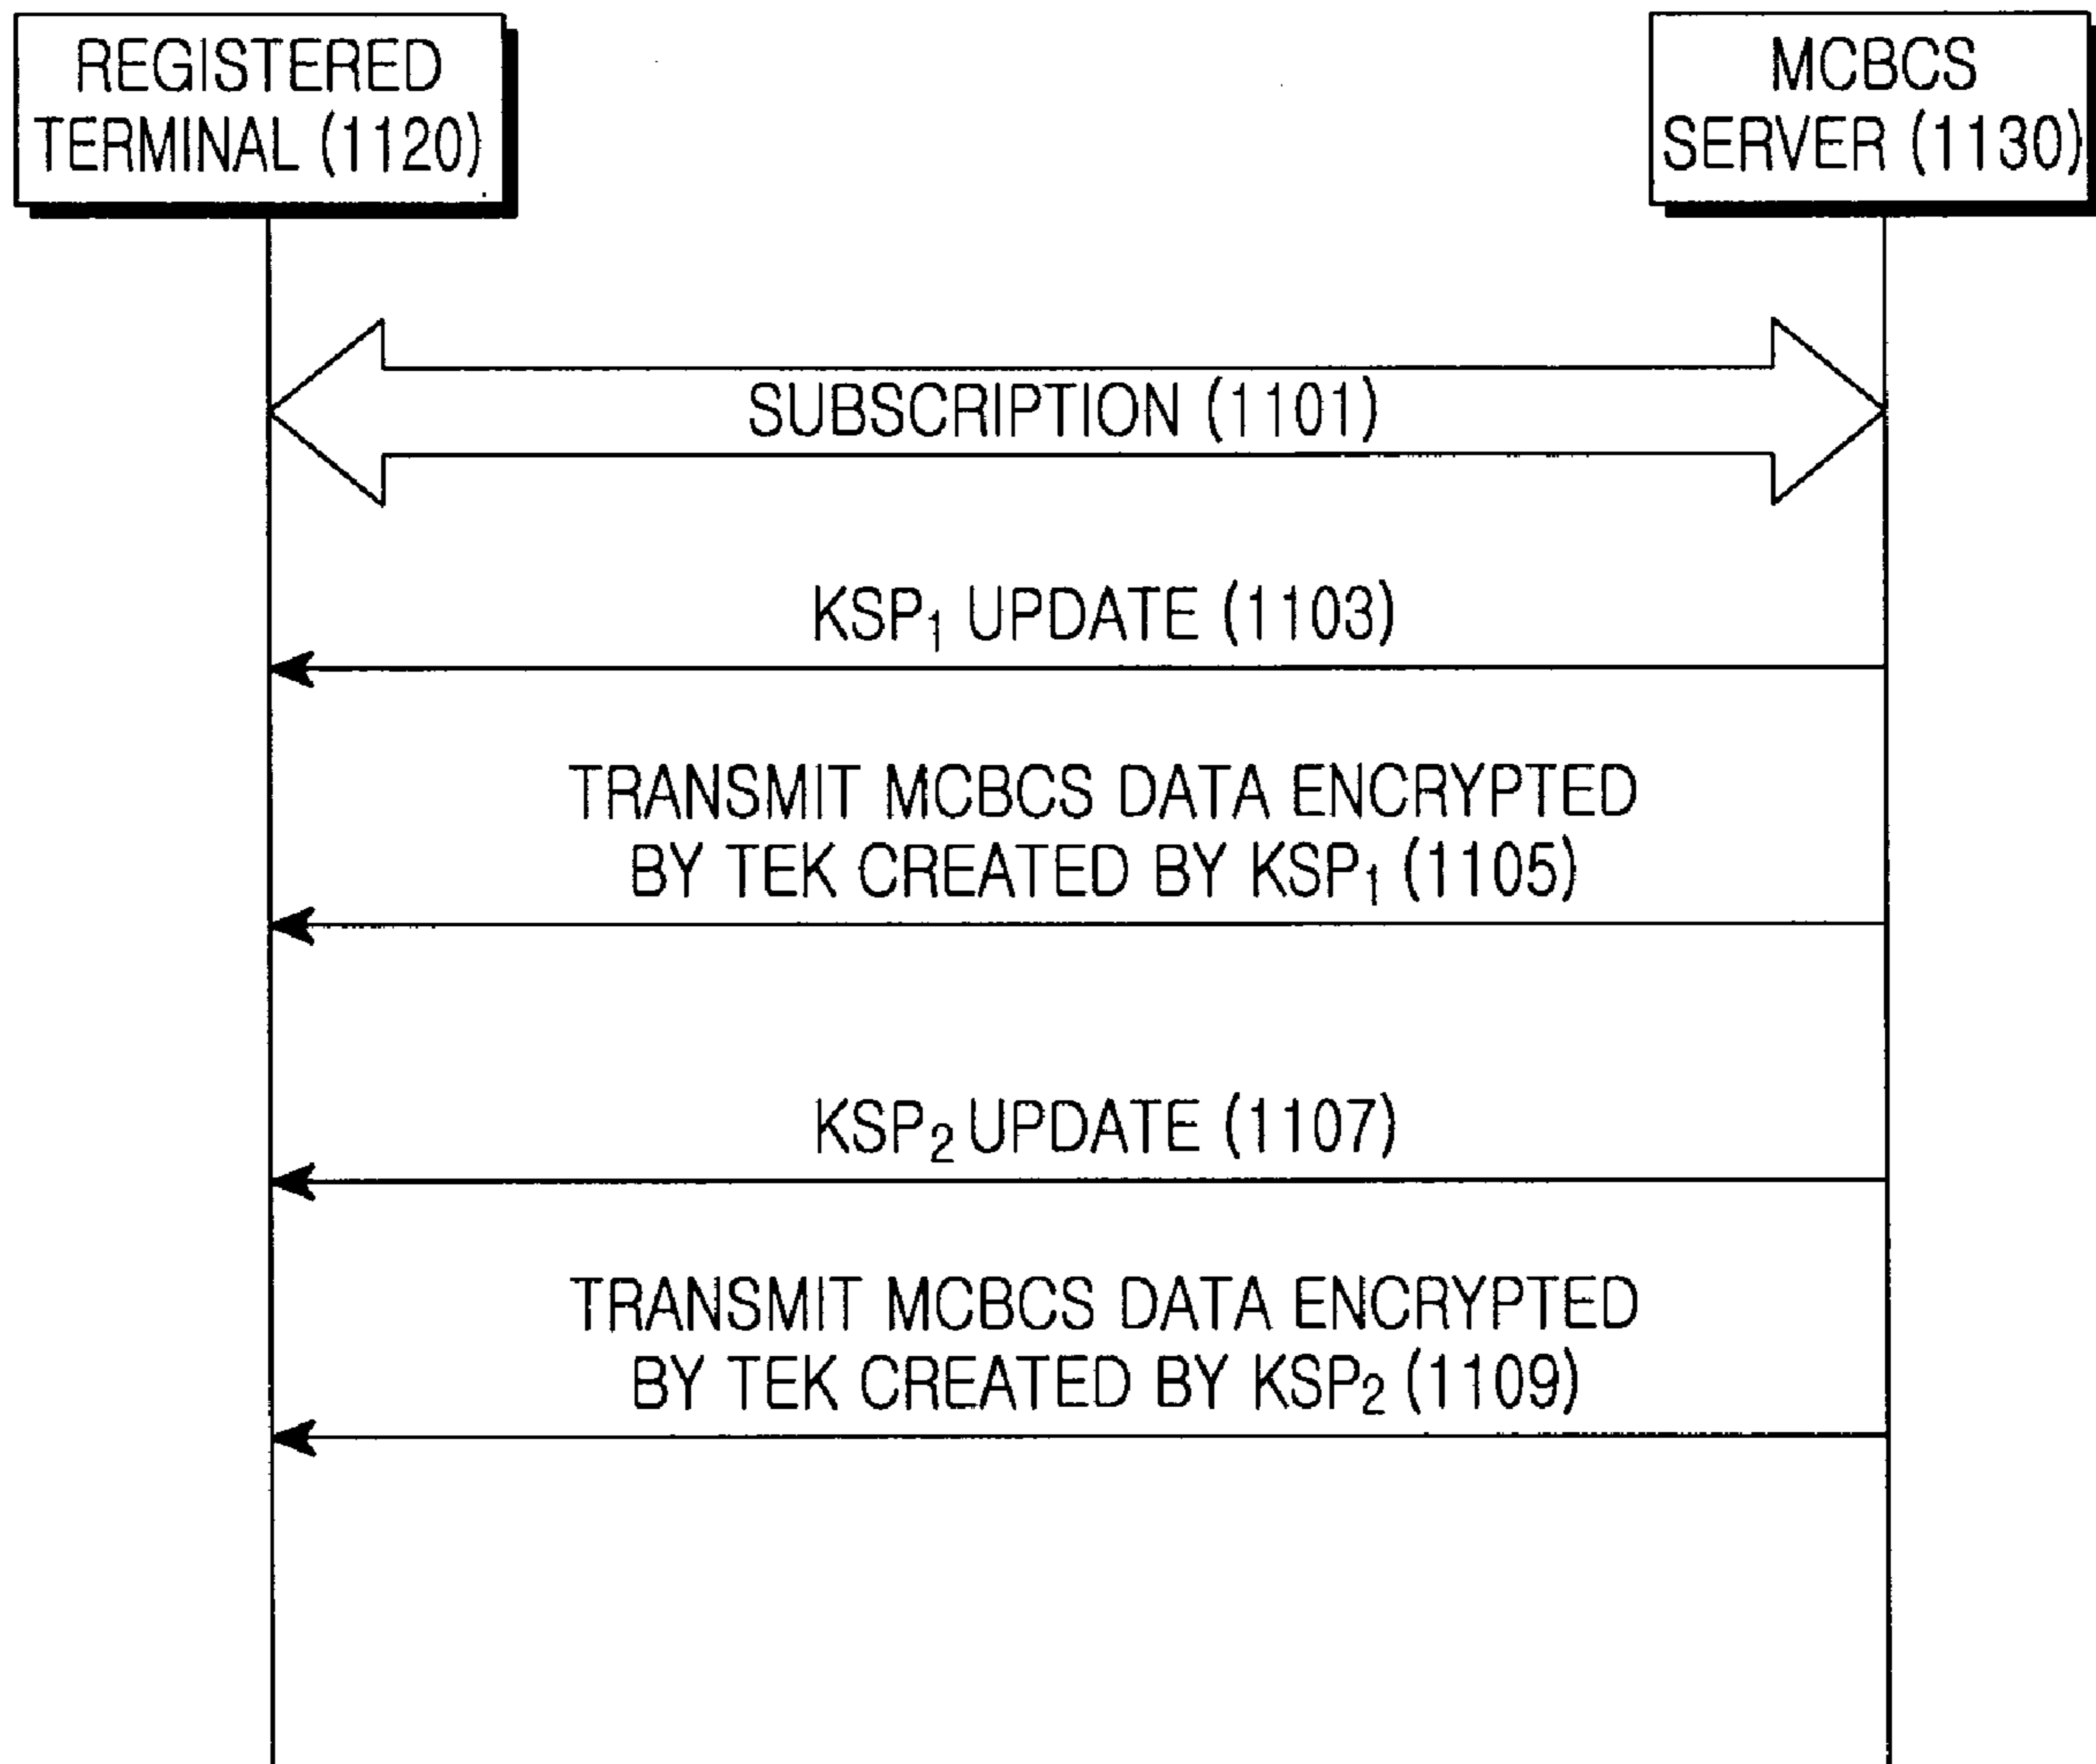 REGISTERED
TERMINAL (1120)
MCBCS
SERVER (1130)
SUBSCRIPTION (1101)
KSP₁ UPDATE (1103)
TRANSMIT MCBCS DATA ENCRYPTED
BY TEK CREATED BY KSP₁ (1105)
KSP₂ UPDATE (1107)
TRANSMIT MCBCS DATA ENCRYPTED
BY TEK CREATED BY KSP₂ (1109)